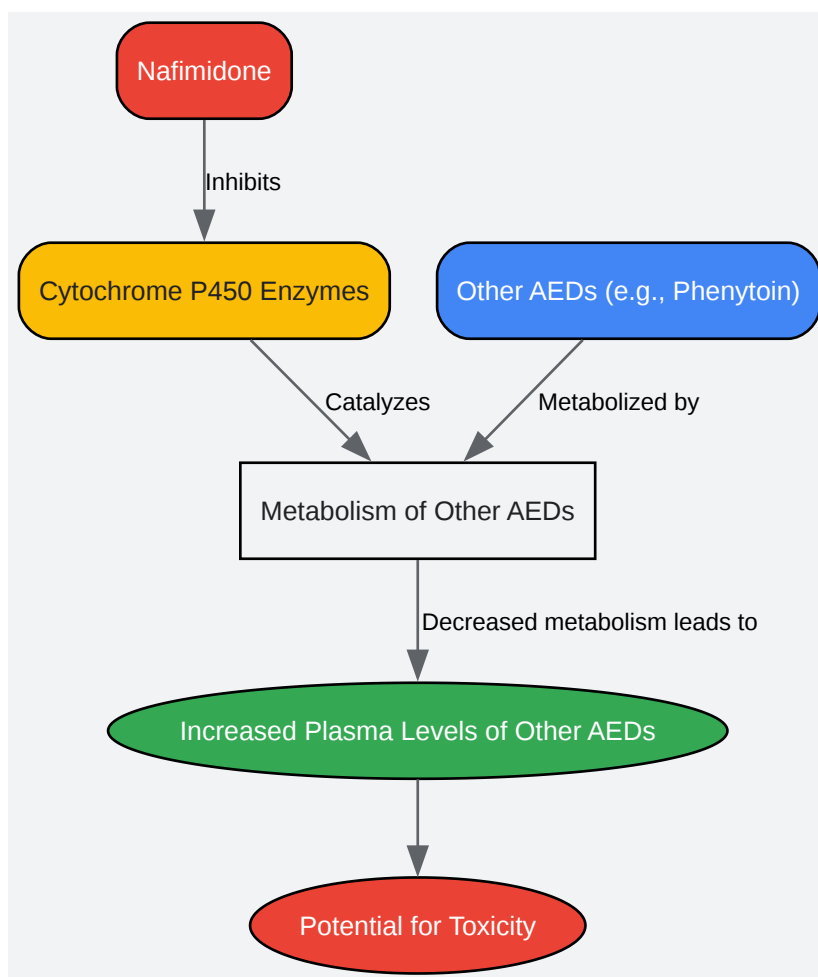 Nafimidone
Inhibits
Cytochrome P450 Enzymes
Other AEDs (e.g., Phenytoin)
Catalyzes
Metabolized by
Metabolism of Other AEDs
Decreased metabolism leads to
Increased Plasma Levels of Other AEDs
Potential for Toxicity